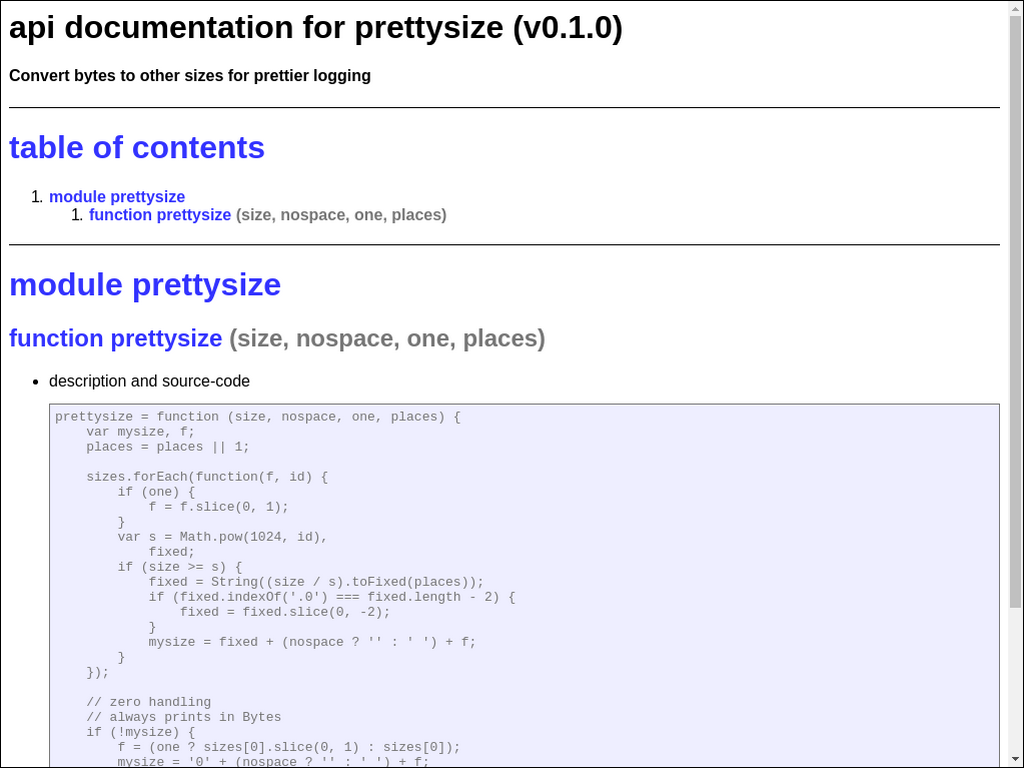 api documentation for prettysize (v0.1.0)
Convert bytes to other sizes for prettier logging
table of contents
1. module prettysize
1. function prettysize (size, nospace, one, places)
module prettysize
function prettysize (size, nospace, one, places)
• description and source-code
prettysize = function (size, nospace, one, places) {
    var mysize, f;
    places = places || 1;

    sizes.forEach(function(f, id) {
        if (one) {
            f = f.slice(0, 1);
        }
        var s = Math.pow(1024, id),
            fixed;
        if (size >= s) {
            fixed = String((size / s).toFixed(places));
            if (fixed.indexOf('.0') === fixed.length - 2) {
                fixed = fixed.slice(0, -2);
            }
            mysize = fixed + (nospace ? '' : ' ') + f;
        }
    });

    // zero handling
    // always prints in Bytes
    if (!mysize) {
        f = (one ? sizes[0].slice(0, 1) : sizes[0]);
        mysize = '0' + (nospace ? '' : ' ') + f;